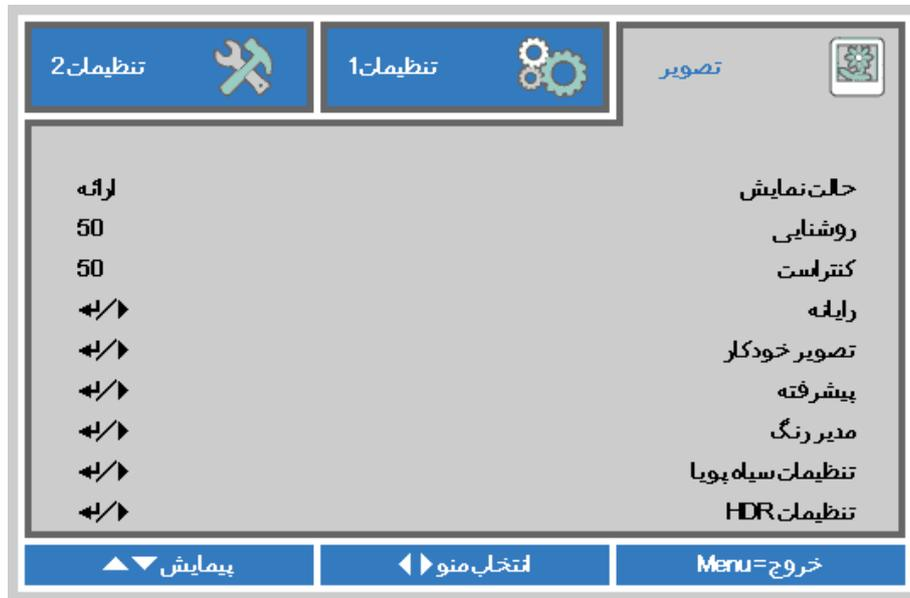 تصویر
تنظیمات1
تنظیمات2
حالت نمایش ارائه
روشنایی 50
کنتراست 50
رایانه
تصویر خودکار
پیشرفته
مدیر رنگ
تنظیمات سیاه پویا
تنظیمات HDR
خروج=Menu
انتخاب منو
پیمایش